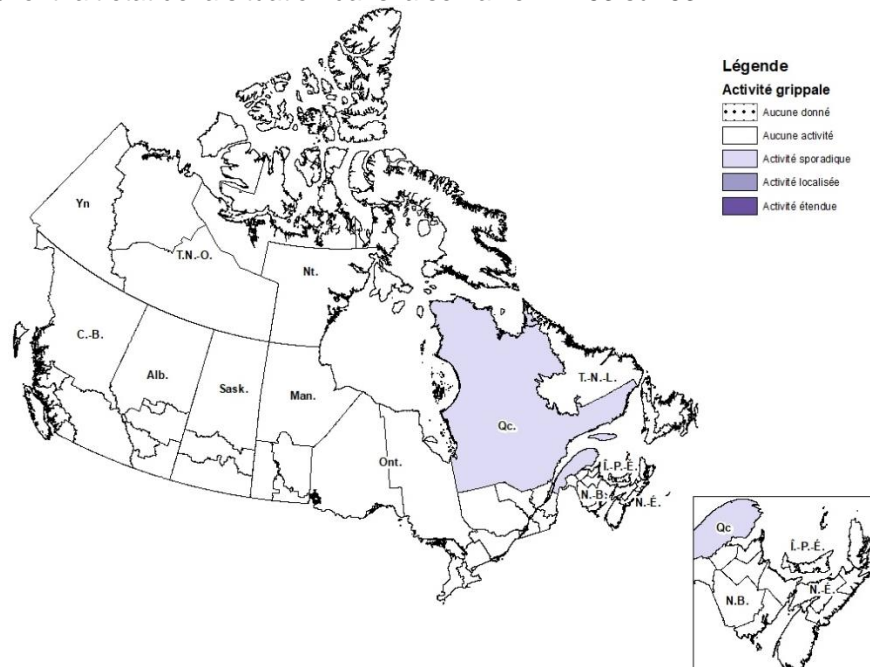 Légende
Activité grippale
Aucune donné
Aucune activité
Activité sporadique
Activité localisée
Activité étendue
Yn
T.N.-O.
Nt.
C.-B.
Alb.
Sask.
Man.
Ont.
Qc.
T.-N.-L.
Î.-P.-É.
N.-B.
N.-É.
Qc
Î.-P.-É.
N.-É.
N.B.